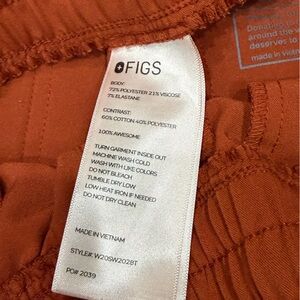 FIGS
BODY:
72% POLYESTER 21% VISCOSE
7% ELASTANE
CONTRAST:
60% COTTON 40% POLYESTER
100% AWESOME
TURN GARMENT INSIDE OUT
MACHINE WASH COLD
WASH WITH LIKE COLORS
DO NOT BLEACH
TUMBLE DRY LOW
LOW HEAT IRON IF NEEDED
DO NOT DRY CLEAN
MADE IN VIETNAM
STYLE# W20SW2028T
PO# 2039
Donating
around the
deserves to
made in vietn